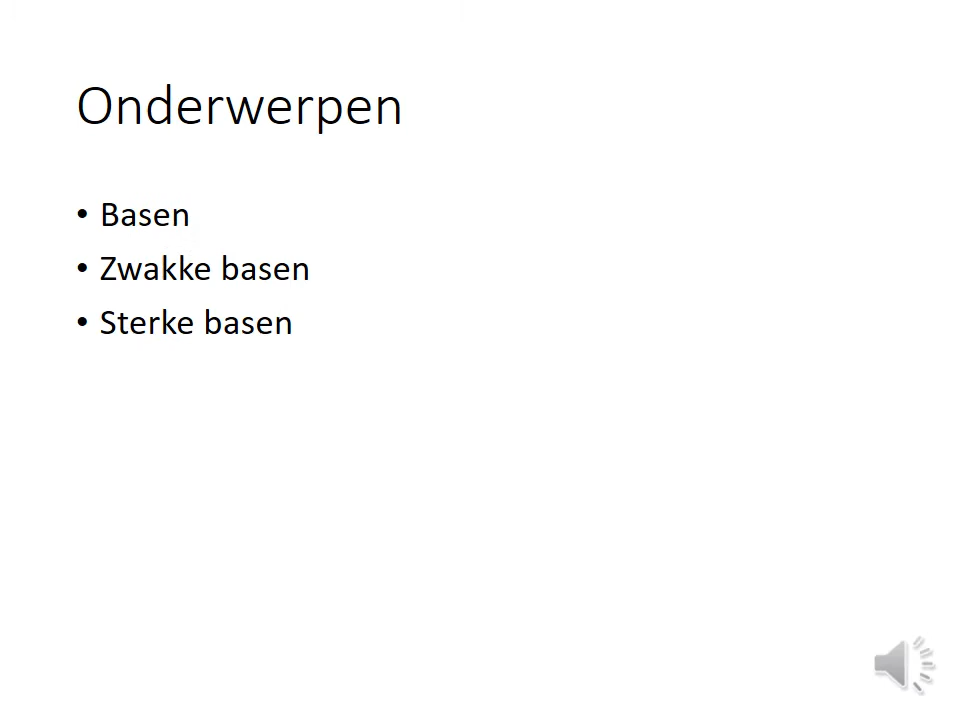 Onderwerpen
• Basen
• Zwakke basen
• Sterke basen